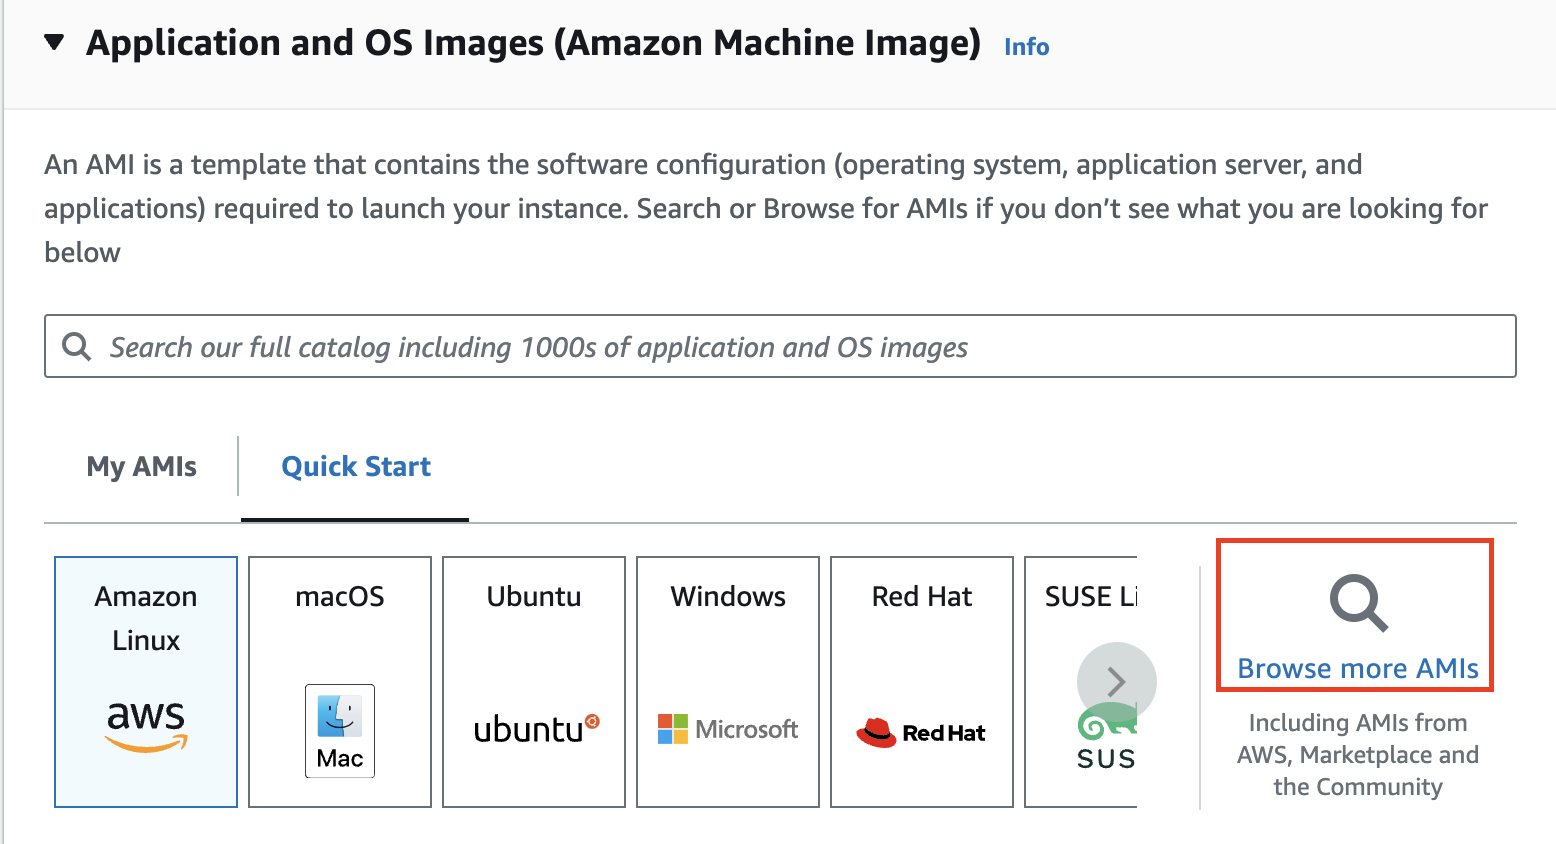 Application and OS Images (Amazon Machine Image) Info
An AMI is a template that contains the software configuration (operating system, application server, and
applications) required to launch your instance. Search or Browse for AMIs if you don’t see what you are looking for
below
Search our full catalog including 1000s of application and OS images
My AMIs
Quick Start
Amazon
Linux
aws
macOS
Mac
Ubuntu
ubuntu
Windows
Microsoft
Red Hat
Red Hat
SUSE Li
SUS
Browse more AMIs
Including AMIs from
AWS, Marketplace and
the Community